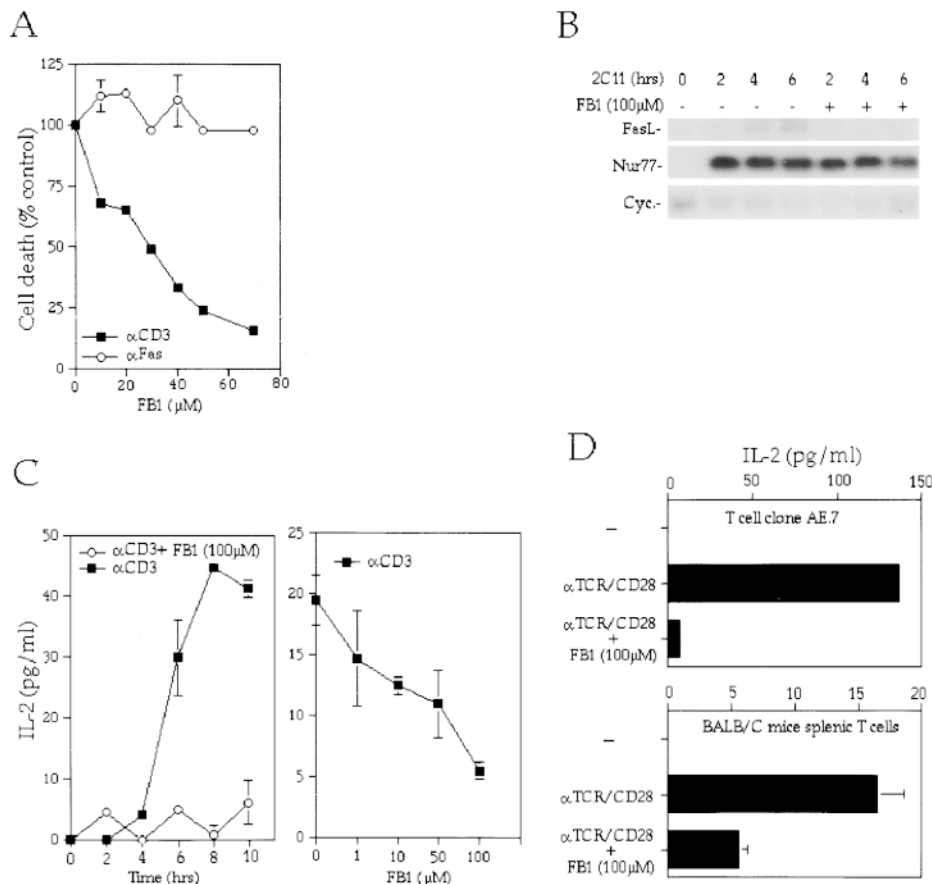 A
Cell death (% control)
125
100
75
50
25
0
αCD3
αFas
0 20 40 60 80
FB1 (µM)
B
2C11 (hrs) 0 2 4 6 2 4 6
FB1 (100µM) - - - - + + +
FasL-
Nur77-
Cyc.-
C
IL-2 (pg/ml)
50
40
30
20
10
0
αCD3+ FB1 (100µM)
αCD3
0 2 4 6 8 10
Time (hrs)
25
20
15
10
5
0
αCD3
0 1 10 50 100
FB1 (µM)
D
IL-2 (pg/ml)
0 50 100 150
T cell clone AE.7
–
αTCR/CD28
αTCR/CD28
+
FB1 (100µM)
0 5 10 15 20
BALB/C mice splenic T cells
–
αTCR/CD28
αTCR/CD28
+
FB1 (100µM)